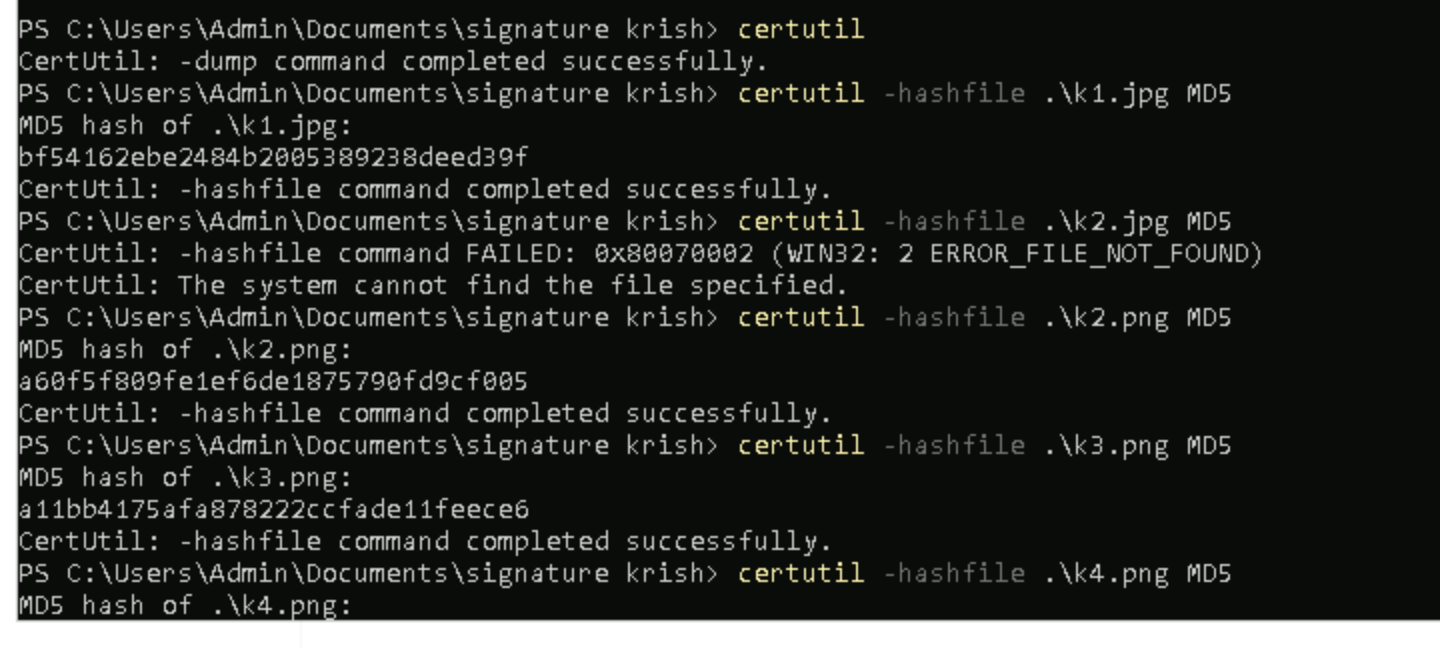 PS C:\Users\Admin\Documents\signature krish> certutil
CertUtil: -dump command completed successfully.
PS C:\Users\Admin\Documents\signature krish> certutil -hashfile .\k1.jpg MD5
MD5 hash of .\k1.jpg:
bf54162ebe2484b2005389238deed39f
CertUtil: -hashfile command completed successfully.
PS C:\Users\Admin\Documents\signature krish> certutil -hashfile .\k2.jpg MD5
CertUtil: -hashfile command FAILED: 0x80070002 (WIN32: 2 ERROR_FILE_NOT_FOUND)
CertUtil: The system cannot find the file specified.
PS C:\Users\Admin\Documents\signature krish> certutil -hashfile .\k2.png MD5
MD5 hash of .\k2.png:
a60f5f809fe1ef6de1875790fd9cf005
CertUtil: -hashfile command completed successfully.
PS C:\Users\Admin\Documents\signature krish> certutil -hashfile .\k3.png MD5
MD5 hash of .\k3.png:
a11bb4175afa878222ccfade11feece6
CertUtil: -hashfile command completed successfully.
PS C:\Users\Admin\Documents\signature krish> certutil -hashfile .\k4.png MD5
MD5 hash of .\k4.png: